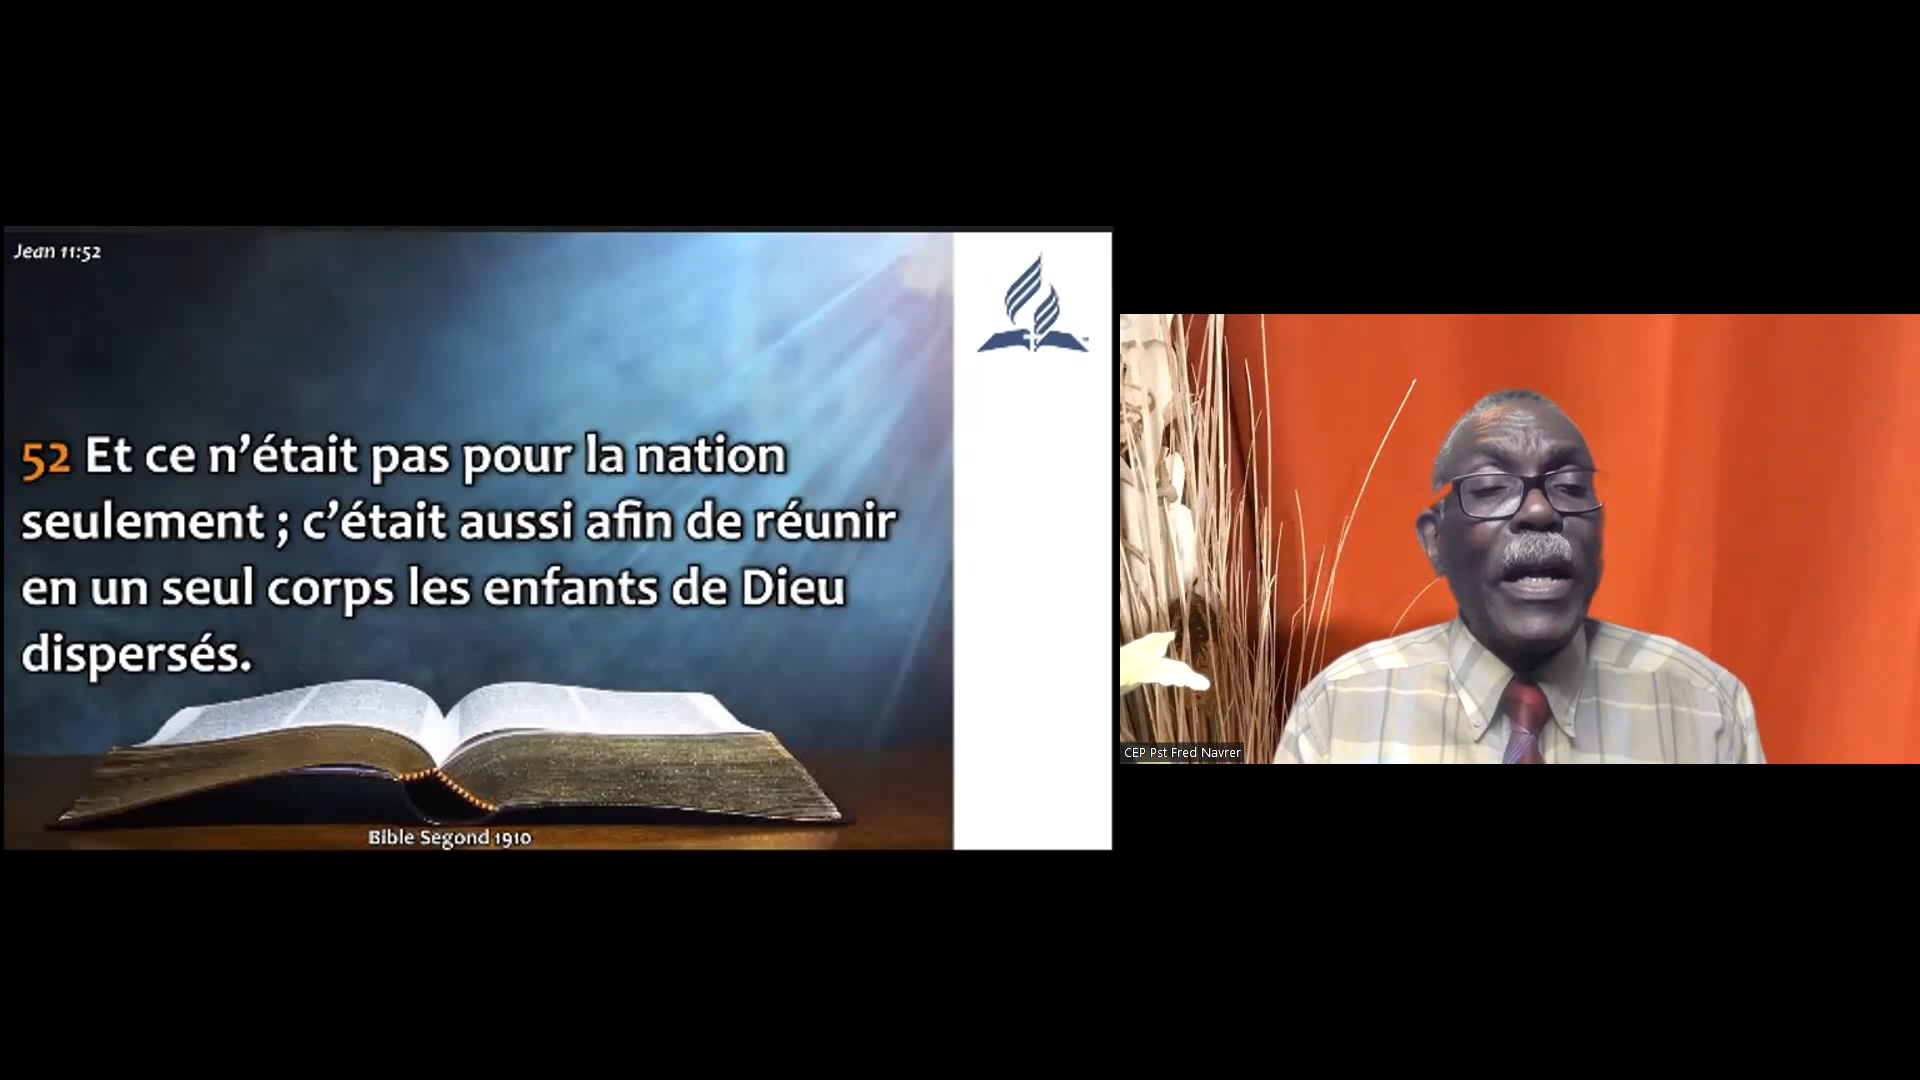 Jean 11:52
52 Et ce n’était pas pour la nation
seulement ; c’était aussi afin de réunir
en un seul corps les enfants de Dieu
dispersés.
Bible Segond 1910
CEP Pst Fred Navrer